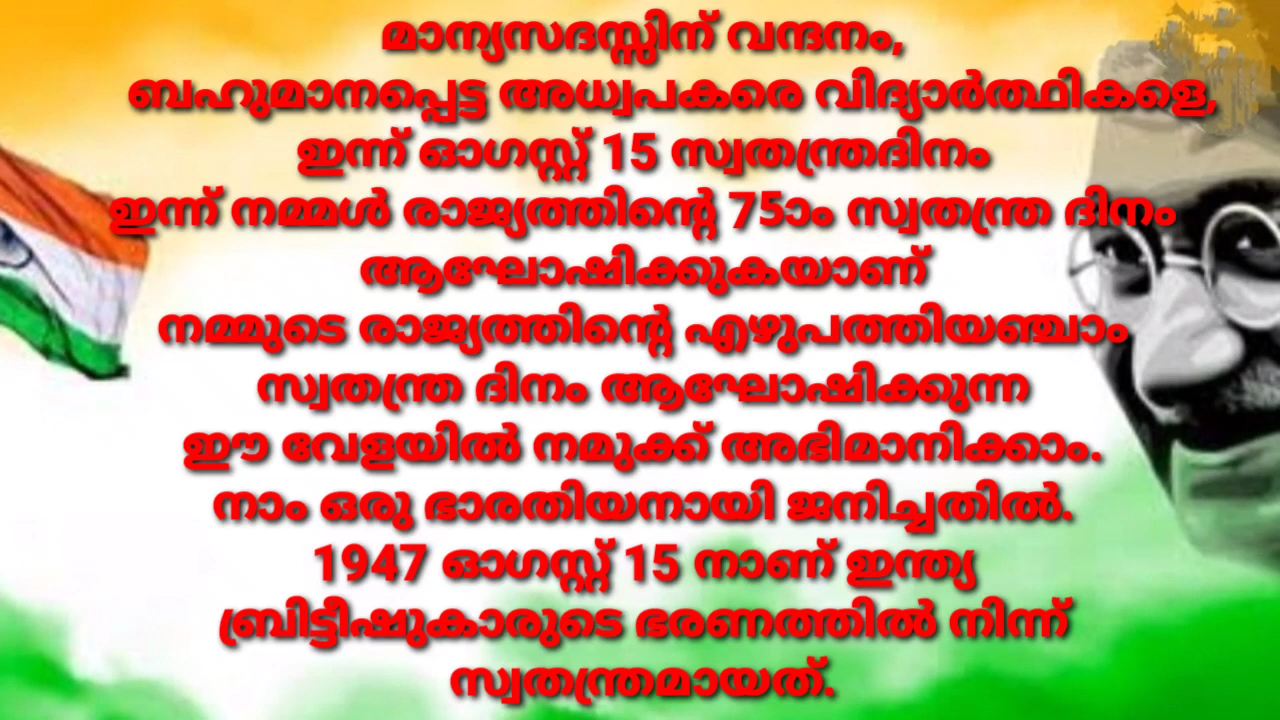 മാന്യസദസ്സിന് വന്ദനം,
ബഹുമാനപ്പെട്ട അധ്വപകരെ വിദ്യാർത്ഥികളെ,
ഇന്ന് ഓഗസ്റ്റ് 15 സ്വതന്ത്രദിനം
ഇന്ന് നമ്മൾ രാജ്യത്തിന്റെ 75ാം സ്വതന്ത്ര ദിനം
ആഘോഷിക്കുകയാണ്
നമ്മുടെ രാജ്യത്തിന്റെ എഴുപത്തിയഞ്ചാം
സ്വതന്ത്ര ദിനം ആഘോഷിക്കുന്ന
ഈ വേളയിൽ നമുക്ക് അഭിമാനിക്കാം.
നാം ഒരു ഭാരതിയനായി ജനിച്ചതിൽ.
1947 ഓഗസ്റ്റ് 15 നാണ് ഇന്ത്യ
ബ്രിട്ടീഷുകാരുടെ ഭരണത്തിൽ നിന്ന്
സ്വതന്ത്രമായത്.